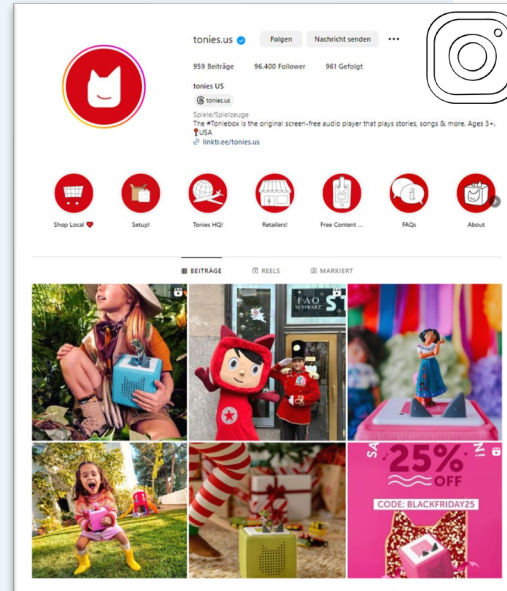 tonies.us
Folgen
Nachricht senden
959 Beiträge
96.400 Follower
961 Gefolgt
tonies US
tonies.us
Spiele/Spielzeuge
The #Toniebox is the original screen-free audio player that plays stories, songs & more. Ages 3+.
USA
linktr.ee/tonies.us
Shop Local
Setup!
Tonies HQ!
Retailers!
Free Content ...
FAQs
About
BEITRÄGE
REELS
MARKIERT
FAO
SCHWARZ
25%
OFF
CODE: BLACKFRIDAY25